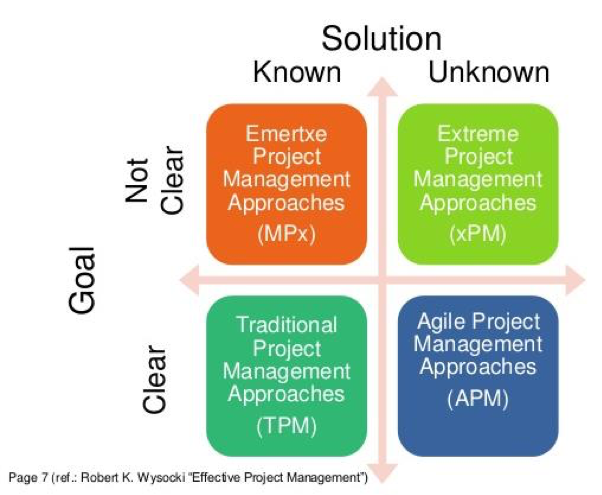 Solution
Known
Unknown
Goal
Not
Clear
Emertxe
Project
Management
Approaches
(MPx)
Extreme
Project
Management
Approaches
(xPM)
Clear
Traditional
Project
Management
Approaches
(TPM)
Agile Project
Management
Approaches
(APM)
Page 7 (ref.: Robert K. Wysocki “Effective Project Management”)